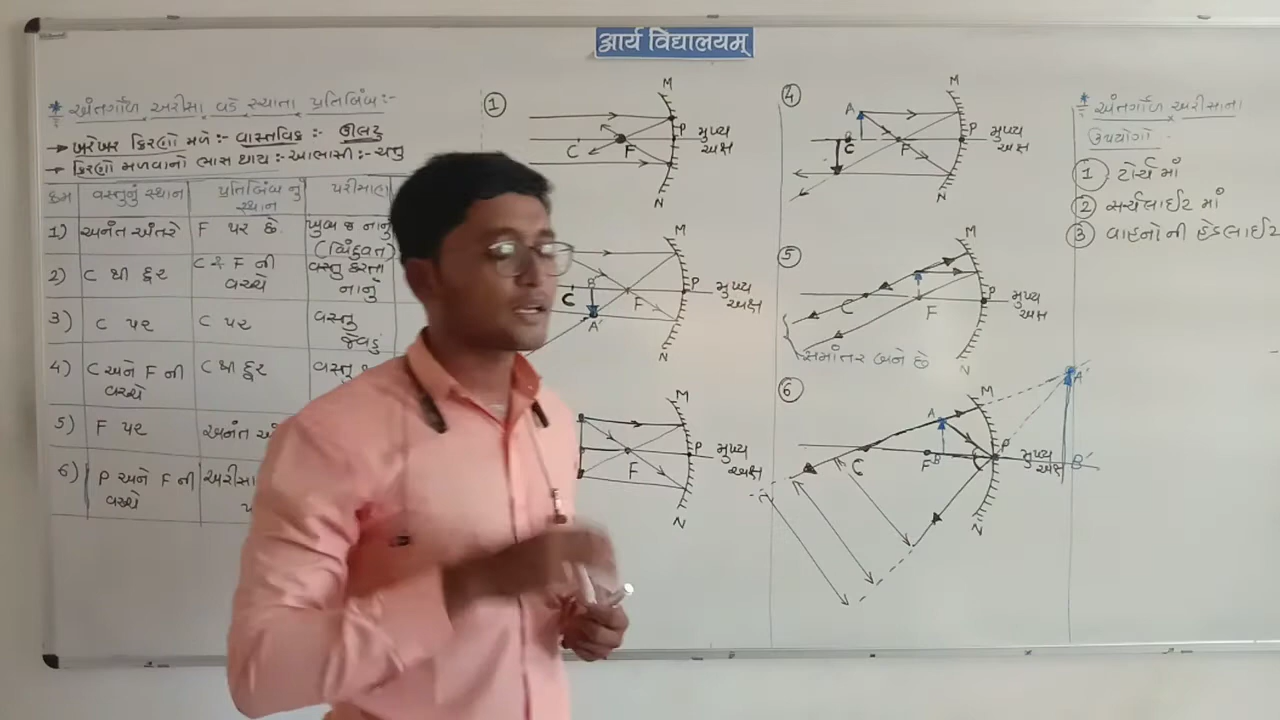 आर्य विद्यालयम्
* અંતર્ગોળ અરીસા વડે રચાતા પ્રતિબિંબ:-
→ ખરેખર કિરણો મળે:- વાસ્તવિક:- ઊલટુ
→ કિરણો મળવાનો ભાસ થાય:- આભાસી:- ચતુ
ક્રમ વસ્તુનું સ્થાન પ્રતિબિંબ નું સ્થાન પરીમાણ
1) અનંત અંતરે F પર છે. ખુબ જ નાનું (બિંદુવત)
2) C થી દુર C & F ની વચ્ચે વસ્તુ કરતા નાનું
3) C પર C પર વસ્તુ જેવડું
4) C અને F ની વચ્ચે C થી દુર વસ્તુ
5) F પર અનંત
6) P અને F ની વચ્ચે અરીસા
1
M
C F P મુખ્ય અક્ષ
N
M
B
C F P મુખ્ય અક્ષ
A'
N
M
F P મુખ્ય અક્ષ
N
4
M
A
B
C F P મુખ્ય અક્ષ
N
5
M
C F P મુખ્ય અક્ષ
સમાંતર બને છે
N
6
M
A A'
C F B P મુખ્ય અક્ષ B'
N
* અંતર્ગોળ અરીસાના
ઉપયોગો -
1 ટોર્ચ માં
2 સર્ચલાઈટ માં
3 વાહનો ની હેડલાઈટ